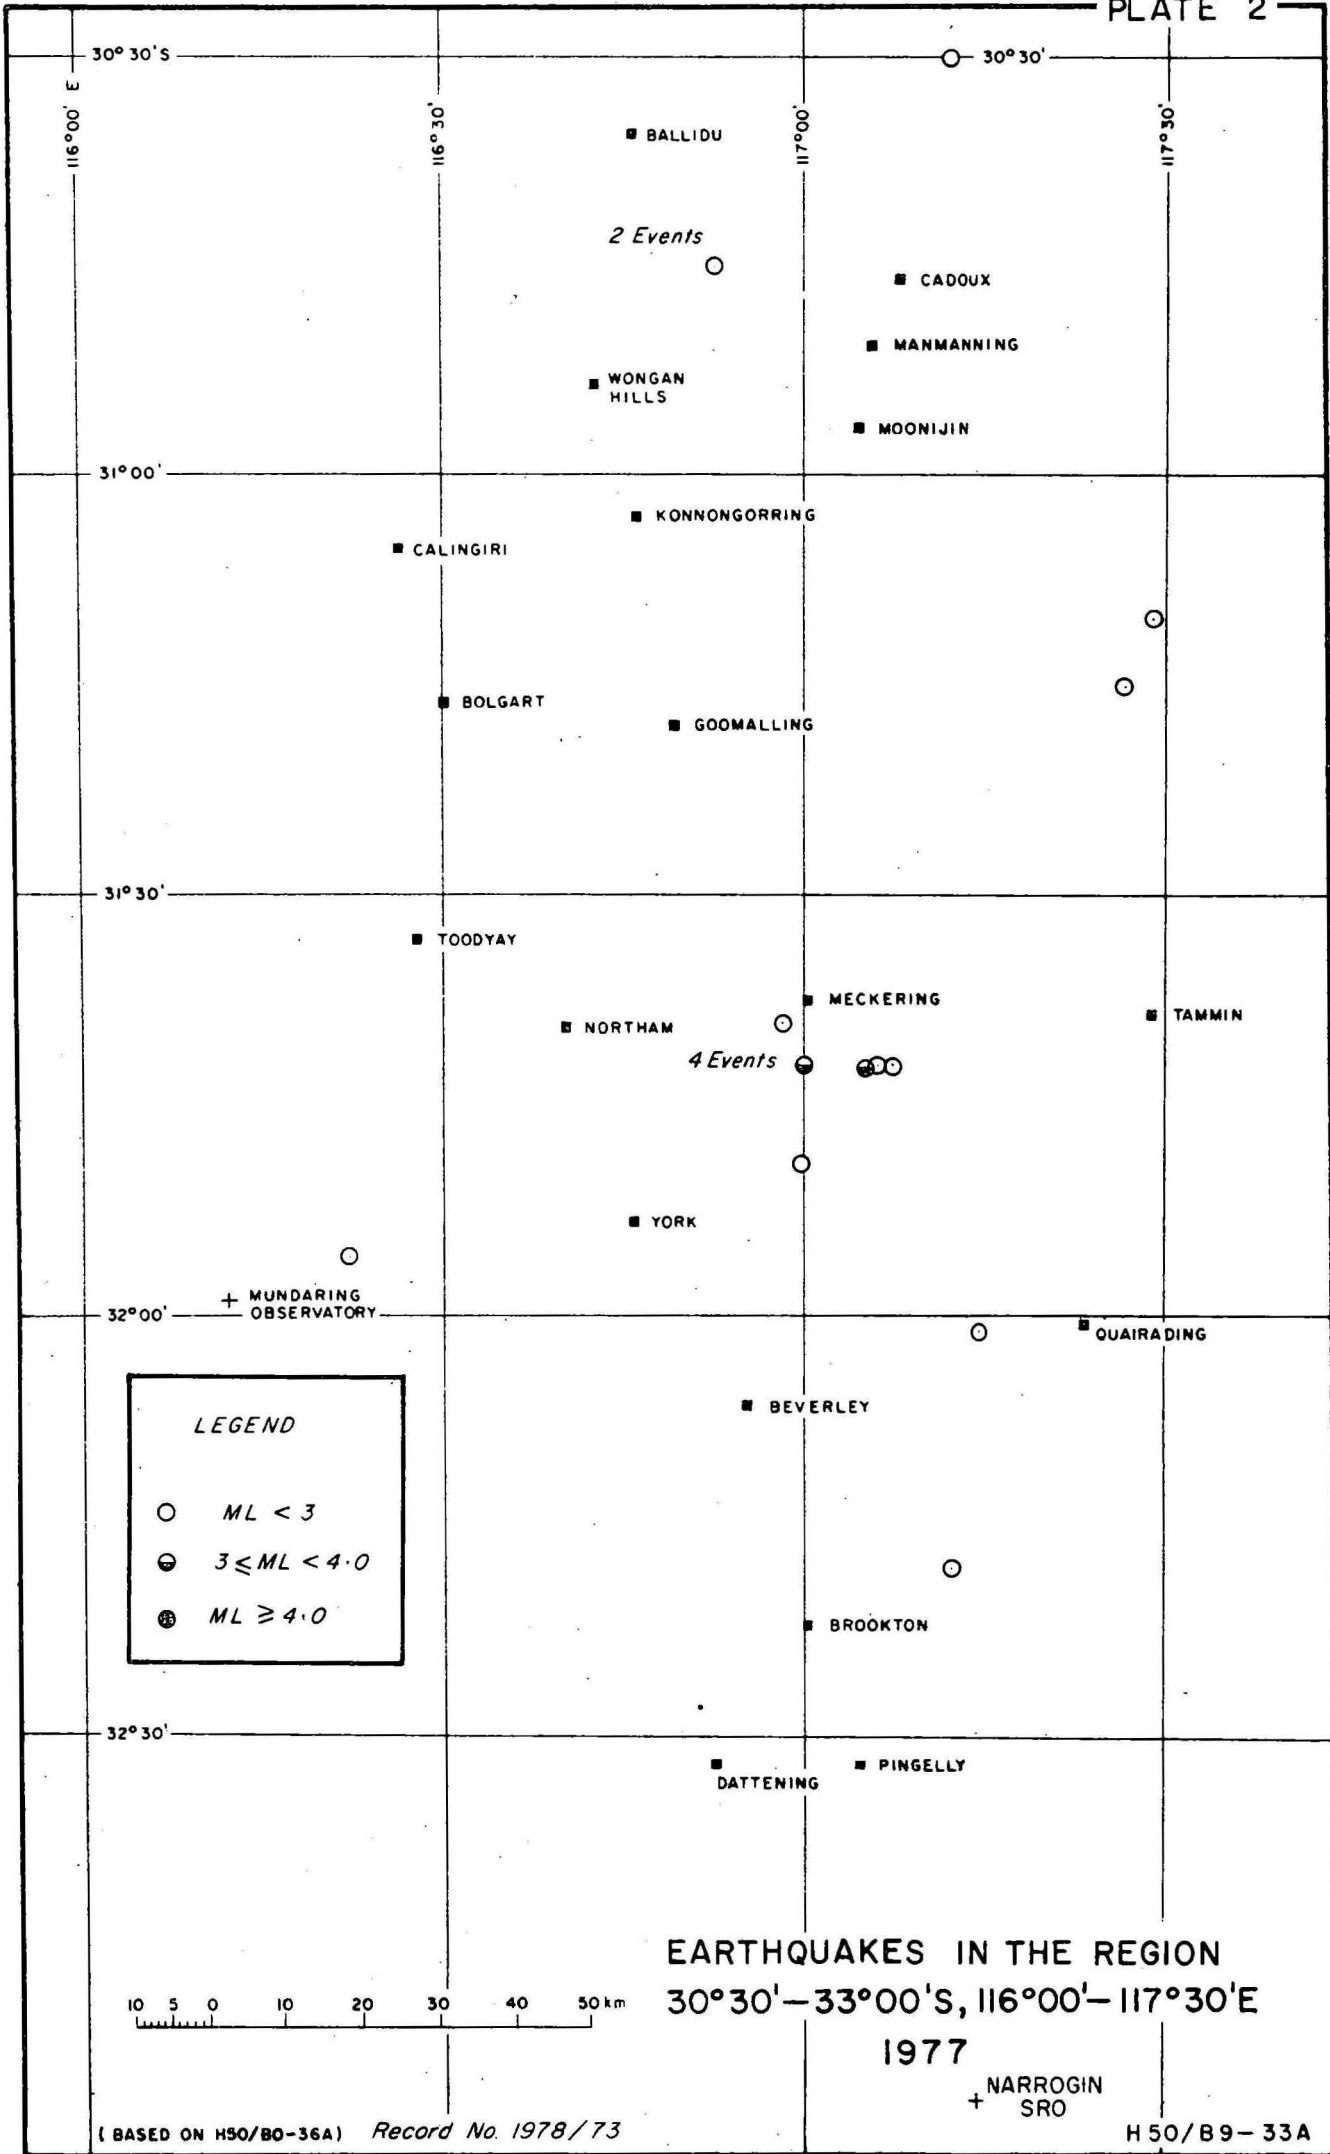 PLATE 2
30°30'S
30°30'
116°00' E
116°30'
117°00'
117°30'
BALLIDU
2 Events
CADOUX
MANMANNING
WONGAN
HILLS
MOONIJIN
31°00'
KONNONGORRING
CALINGIRI
BOLGART
GOOMALLING
31°30'
TOODYAY
MECKERING
TAMMIN
NORTHAM
4 Events
YORK
MUNDARING
OBSERVATORY
32°00'
QUAIRADING
BEVERLEY
LEGEND
ML < 3
3 ⩽ ML < 4·0
ML ⩾ 4·0
BROOKTON
32°30'
DATTENING
PINGELLY
EARTHQUAKES IN THE REGION
30°30'–33°00'S, 116°00'–117°30'E
1977
10 5 0 10 20 30 40 50 km
NARROGIN
SRO
(BASED ON H50/B0-36A) Record No. 1978/73
H50/B9-33A